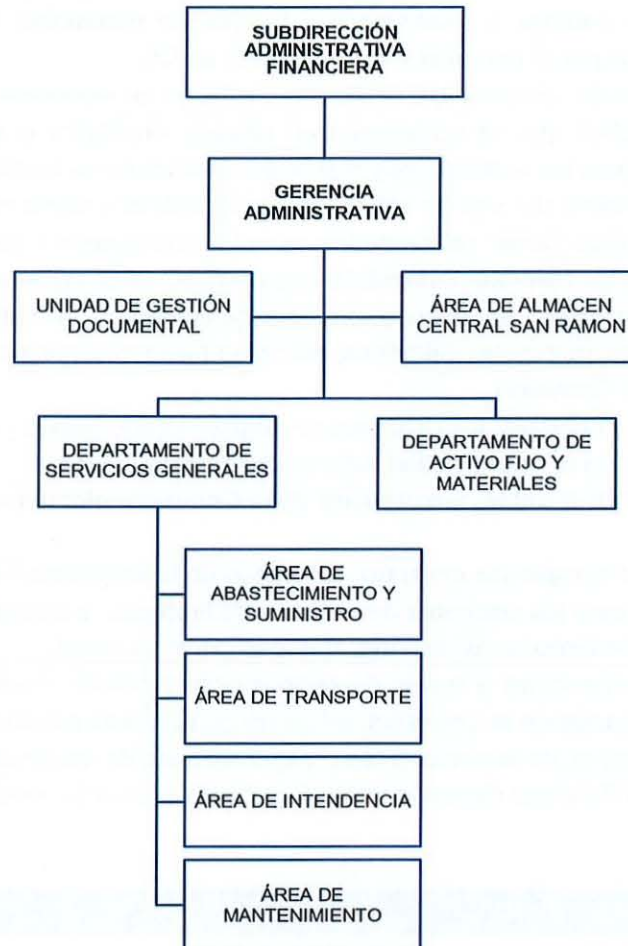 SUBDIRECCIÓN
ADMINISTRATIVA
FINANCIERA
GERENCIA
ADMINISTRATIVA
UNIDAD DE GESTIÓN
DOCUMENTAL
ÁREA DE ALMACEN
CENTRAL SAN RAMON
DEPARTAMENTO DE
SERVICIOS GENERALES
DEPARTAMENTO DE
ACTIVO FIJO Y
MATERIALES
ÁREA DE
ABASTECIMIENTO Y
SUMINISTRO
ÁREA DE TRANSPORTE
ÁREA DE INTENDENCIA
ÁREA DE
MANTENIMIENTO